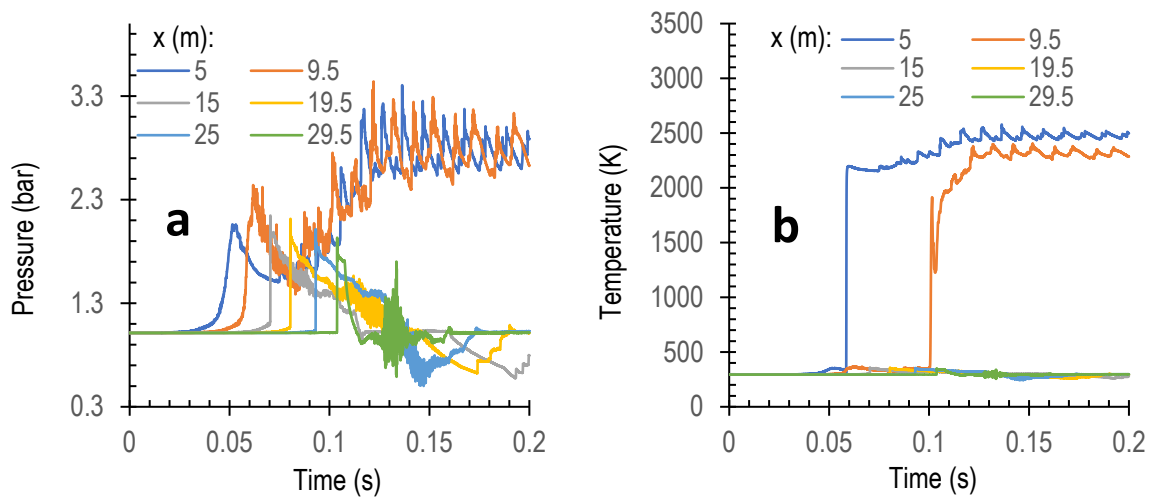 x (m):
5 9.5
15 19.5
25 29.5
3.3
2.3
1.3
0.3
Pressure (bar)
a
0 0.05 0.1 0.15 0.2
Time (s)
x (m):
5 9.5
15 19.5
25 29.5
3500
3000
2500
2000
1500
1000
500
0
Temperature (K)
b
0 0.05 0.1 0.15 0.2
Time (s)